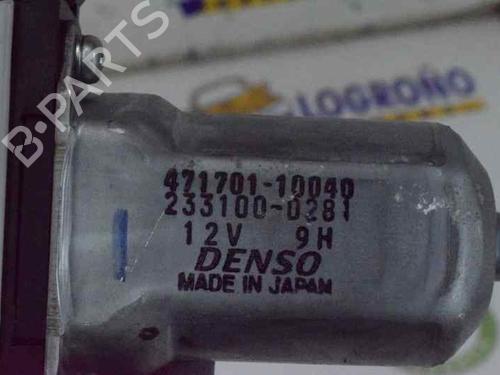 B-PARTS
LOGROÑO
471701-10040
233100-0281
12V 9H
DENSO
MADE IN JAPAN